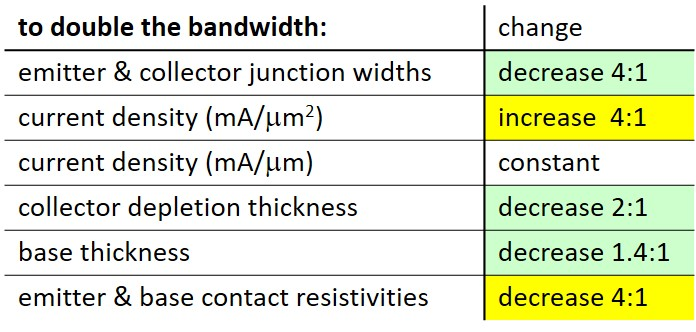 to double the bandwidth: change
emitter & collector junction widths decrease 4:1
current density (mA/μm²) increase 4:1
current density (mA/μm) constant
collector depletion thickness decrease 2:1
base thickness decrease 1.4:1
emitter & base contact resistivities decrease 4:1